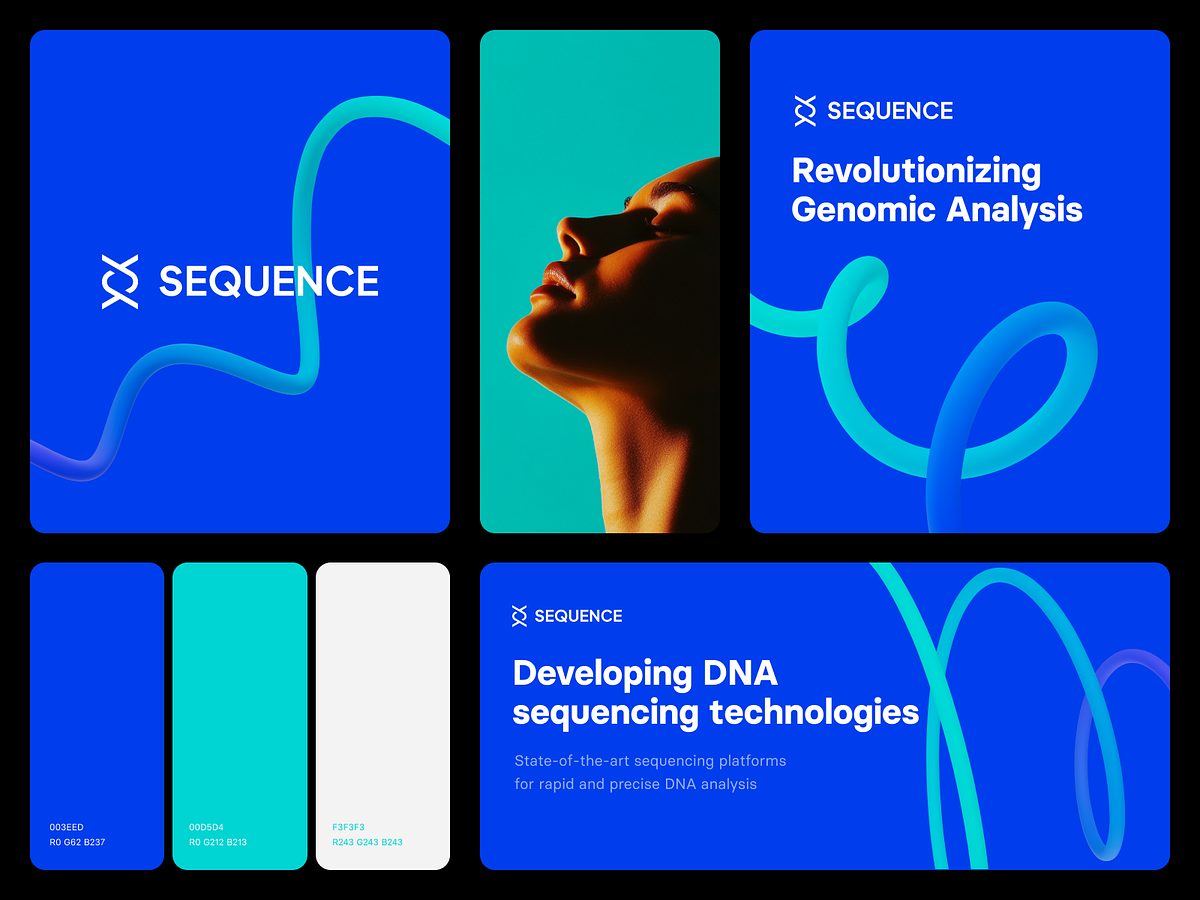 SEQUENCE
SEQUENCE
Revolutionizing
Genomic Analysis
003EED
R0 G62 B237
00D5D4
R0 G212 B213
F3F3F3
R243 G243 B243
SEQUENCE
Developing DNA
sequencing technologies
State-of-the-art sequencing platforms
for rapid and precise DNA analysis